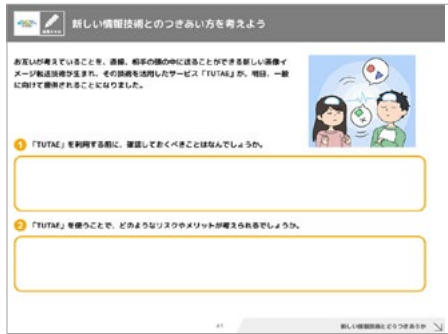 新しい情報技術とのつきあい方を考えよう
お互いが考えていることを、直接、相手の頭の中に送ることができる新しい画像イ
メージ転送技術が生まれ、その技術を活用したサービス「TUTAE」が、明日、一般
に向けて提供されることになりました。
1 「TUTAE」を利用する前に、確認しておくべきことはなんでしょうか。
2 「TUTAE」を使うことで、どのようなリスクやメリットが考えられるでしょうか。
41
新しい情報技術とどうつきあうか